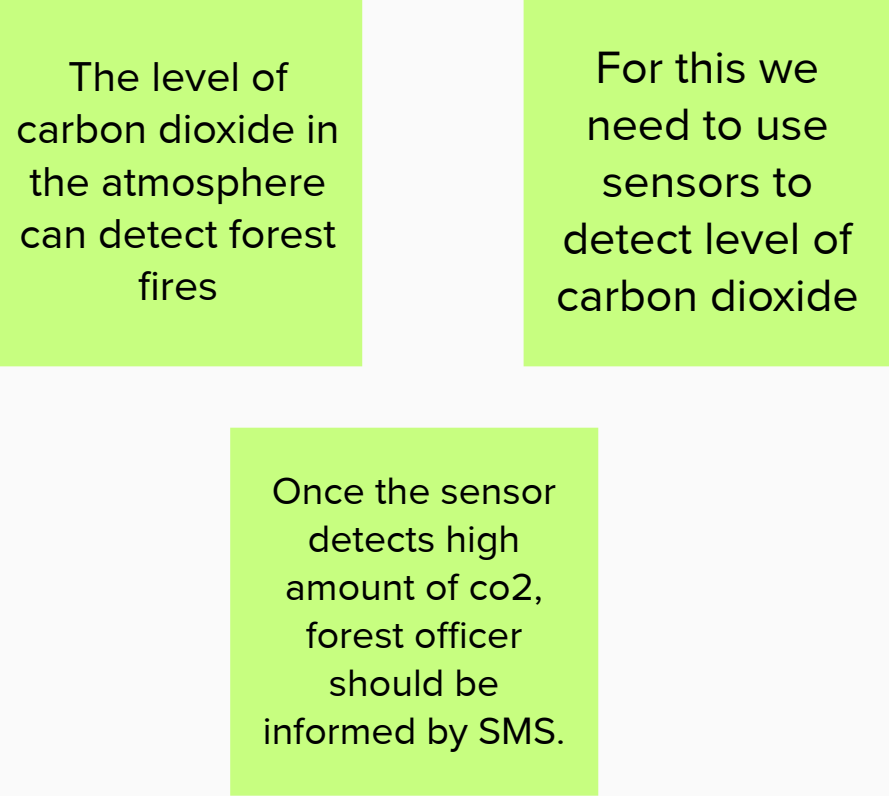 The level of
carbon dioxide in
the atmosphere
can detect forest
fires
For this we
need to use
sensors to
detect level of
carbon dioxide
Once the sensor
detects high
amount of co2,
forest officer
should be
informed by SMS.